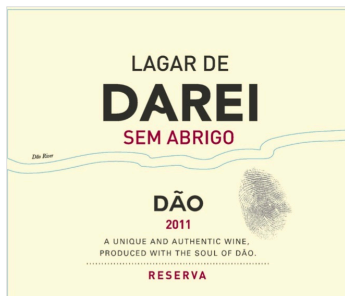 LAGAR DE
DAREI
SEM ABRIGO
Dão River
DÃO
2011
A UNIQUE AND AUTHENTIC WINE,
PRODUCED WITH THE SOUL OF DÃO.
RESERVA